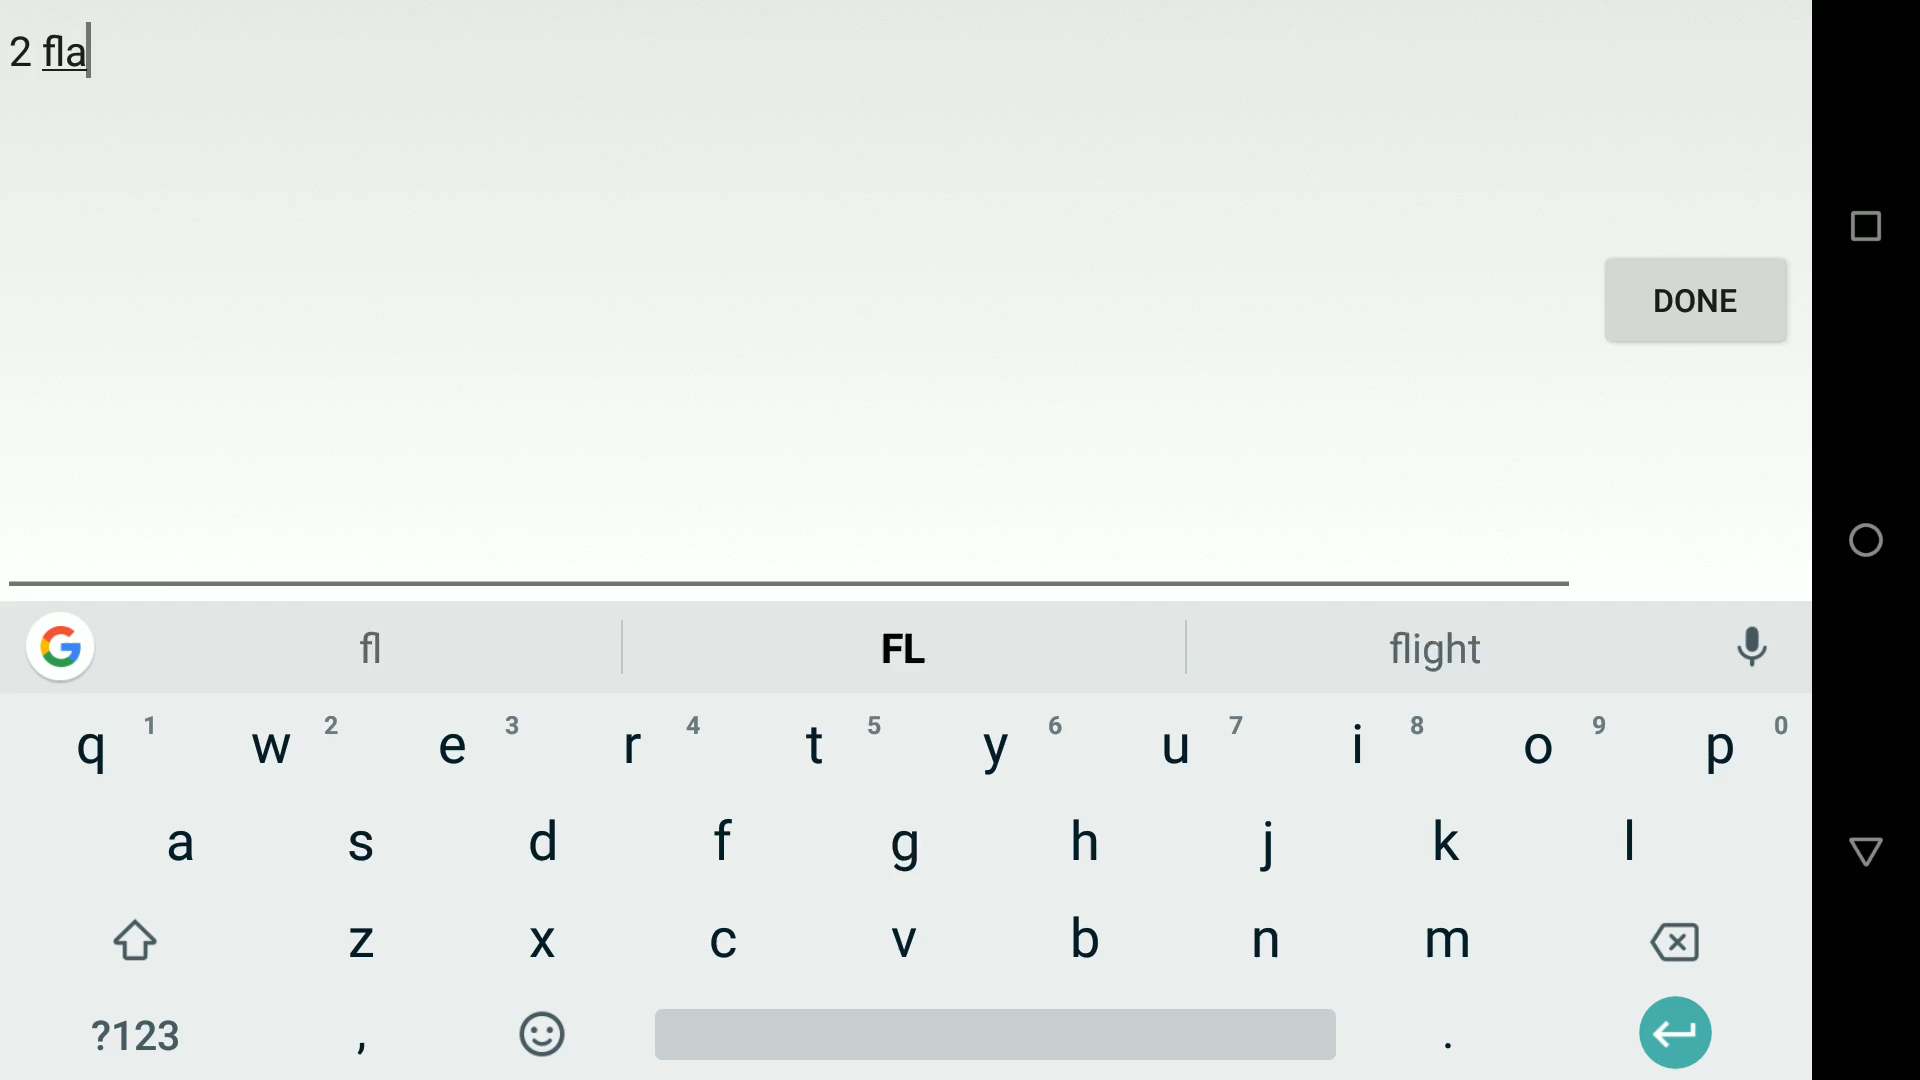 2 fla
DONE
fl FL flight
q 1 w 2 e 3 r 4 t 5 y 6 u 7 i 8 o 9 p 0
a s d f g h j k l
z x c v b n m
?123 , .